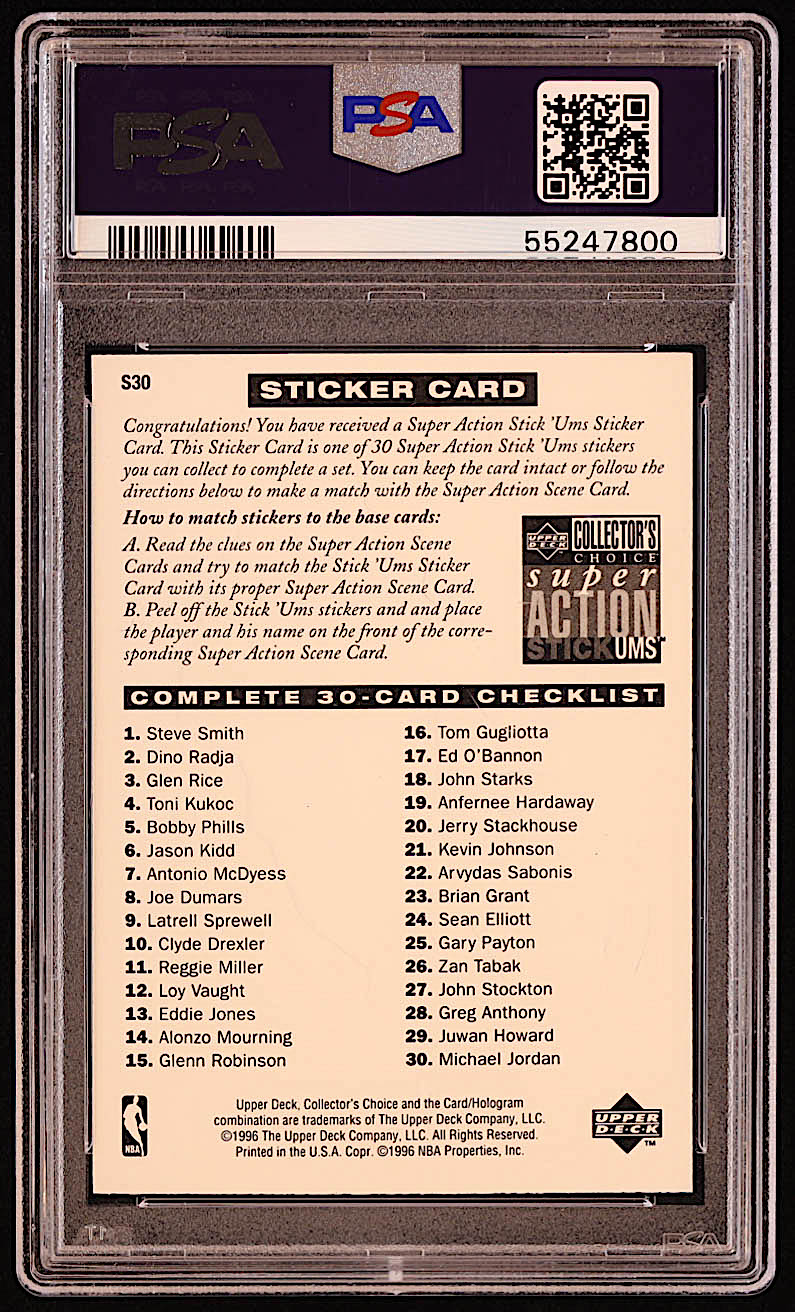 PSA
PSA
55247800
S30
STICKER CARD
Congratulations! You have received a Super Action Stick 'Ums Sticker
Card. This Sticker Card is one of 30 Super Action Stick 'Ums stickers
you can collect to complete a set. You can keep the card intact or follow the
directions below to make a match with the Super Action Scene Card.
How to match stickers to the base cards:
A. Read the clues on the Super Action Scene
Cards and try to match the Stick 'Ums Sticker
Card with its proper Super Action Scene Card.
B. Peel off the Stick 'Ums stickers and and place
the player and his name on the front of the corre-
sponding Super Action Scene Card.
UPPER
DECK
COLLECTOR'S
CHOICE
super
ACTION
STICKUMS™
COMPLETE 30-CARD CHECKLIST
1. Steve Smith
2. Dino Radja
3. Glen Rice
4. Toni Kukoc
5. Bobby Phills
6. Jason Kidd
7. Antonio McDyess
8. Joe Dumars
9. Latrell Sprewell
10. Clyde Drexler
11. Reggie Miller
12. Loy Vaught
13. Eddie Jones
14. Alonzo Mourning
15. Glenn Robinson
16. Tom Gugliotta
17. Ed O'Bannon
18. John Starks
19. Anfernee Hardaway
20. Jerry Stackhouse
21. Kevin Johnson
22. Arvydas Sabonis
23. Brian Grant
24. Sean Elliott
25. Gary Payton
26. Zan Tabak
27. John Stockton
28. Greg Anthony
29. Juwan Howard
30. Michael Jordan
NBA
Upper Deck, Collector's Choice and the Card/Hologram
combination are trademarks of The Upper Deck Company, LLC.
©1996 The Upper Deck Company, LLC. All Rights Reserved.
Printed in the U.S.A. Copr. ©1996 NBA Properties, Inc.
UPPER
D·E·C·K
™
PSA